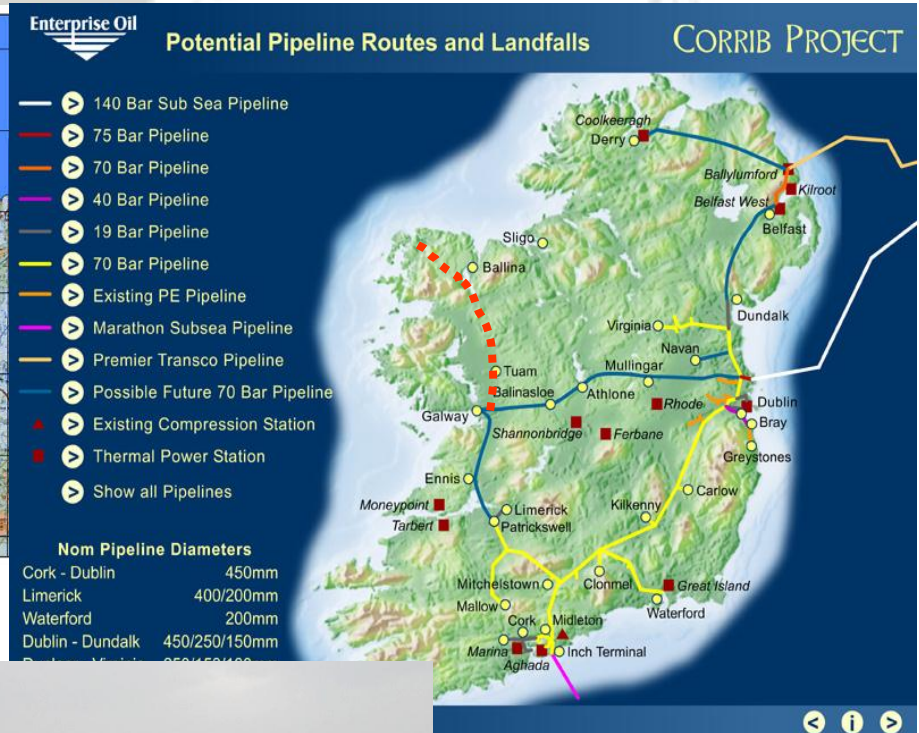 Enterprise Oil
Potential Pipeline Routes and Landfalls
CORRIB PROJECT
140 Bar Sub Sea Pipeline
75 Bar Pipeline
70 Bar Pipeline
40 Bar Pipeline
19 Bar Pipeline
70 Bar Pipeline
Existing PE Pipeline
Marathon Subsea Pipeline
Premier Transco Pipeline
Possible Future 70 Bar Pipeline
Existing Compression Station
Thermal Power Station
Show all Pipelines
Nom Pipeline Diameters
Cork - Dublin 450mm
Limerick 400/200mm
Waterford 200mm
Dublin - Dundalk 450/250/150mm
Coolkeeragh
Derry
Ballylumford
Kilroot
Belfast West
Belfast
Sligo
Ballina
Dundalk
Virginia
Navan
Mullingar
Tuam
Balinasloe
Athlone
Galway
Rhode
Dublin
Shannonbridge
Ferbane
Bray
Greystones
Ennis
Carlow
Moneypoint
Limerick
Kilkenny
Tarbert
Patrickswell
Mitchelstown
Clonmel
Great Island
Mallow
Waterford
Cork
Midleton
Marina
Inch Terminal
Aghada